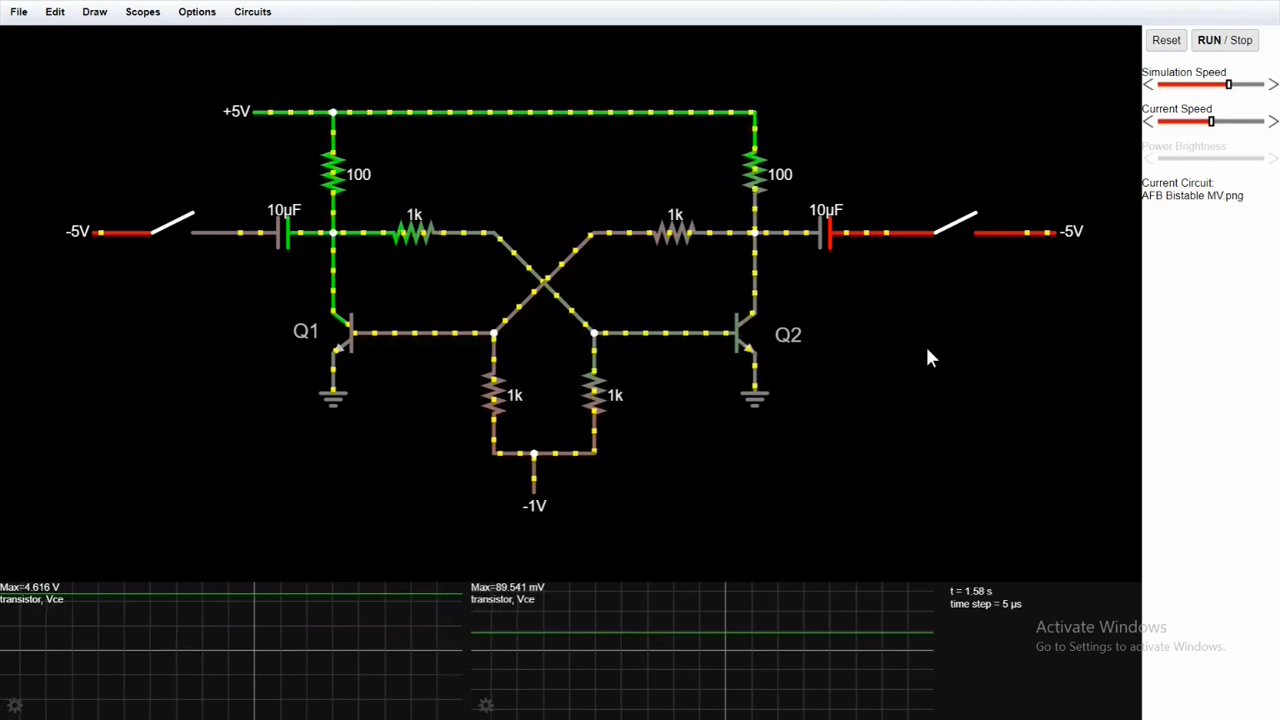 File Edit Draw Scopes Options Circuits
Reset RUN / Stop
Simulation Speed
Current Speed
Power Brightness
Current Circuit:
AFB Bistable MV.png
+5V
100 100
10µF 1k 1k 10µF
-5V -5V
Q1 Q2
1k 1k
-1V
Max=4.616 V
transistor, Vce
Max=89.541 mV
transistor, Vce
t = 1.58 s
time step = 5 µs
Activate Windows
Go to Settings to activate Windows.